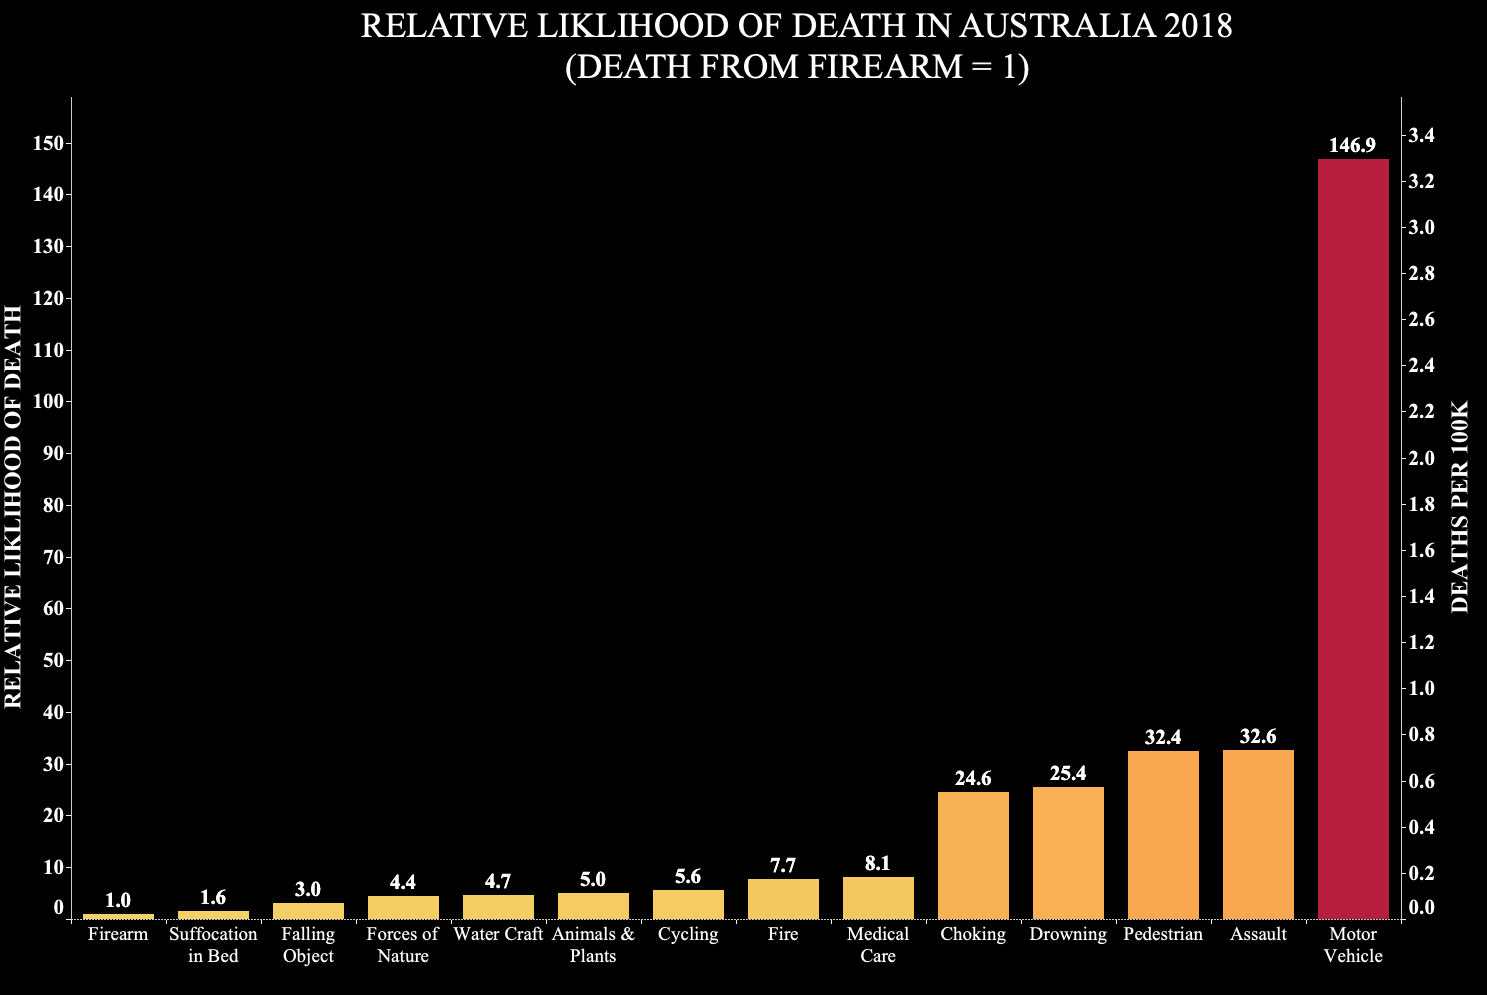 RELATIVE LIKLIHOOD OF DEATH IN AUSTRALIA 2018
(DEATH FROM FIREARM = 1)
RELATIVE LIKLIHOOD OF DEATH
150
140
130
120
110
100
90
80
70
60
50
40
30
20
10
0
1.0
1.6
3.0
4.4
4.7
5.0
5.6
7.7
8.1
24.6
25.4
32.4
32.6
146.9
3.4
3.2
3.0
2.8
2.6
2.4
2.2
2.0
1.8
1.6
1.4
1.2
1.0
0.8
0.6
0.4
0.2
0.0
DEATHS PER 100K
Firearm
Suffocation
in Bed
Falling
Object
Forces of
Nature
Water Craft
Animals &
Plants
Cycling
Fire
Medical
Care
Choking
Drowning
Pedestrian
Assault
Motor
Vehicle